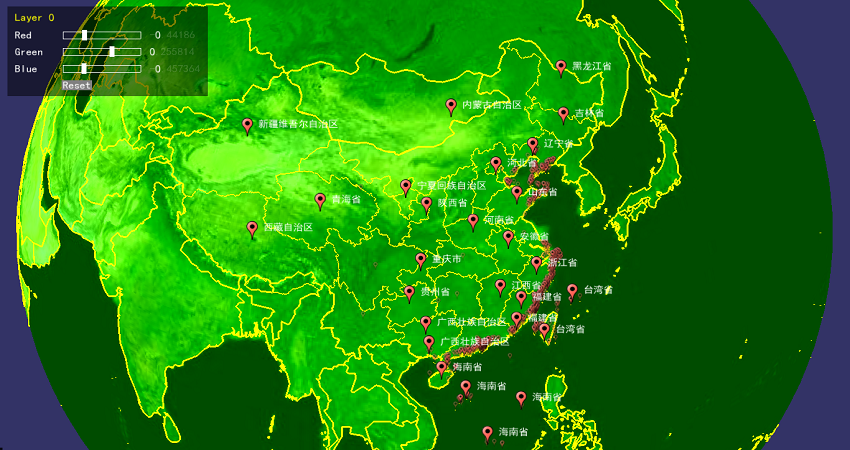 Layer 0
Red 0.44186
Green 0.255814
Blue 0.457364
Reset
黑龙江省
内蒙古自治区
吉林省
新疆维吾尔自治区
辽宁省
河北省
宁夏回族自治区
山东省
青海省
陕西省
河南省
西藏自治区
安徽省
重庆市
浙江省
江西省
台湾省
贵州省
福建省
福建省
广西壮族自治区
台湾省
广西壮族自治区
海南省
海南省
海南省
海南省